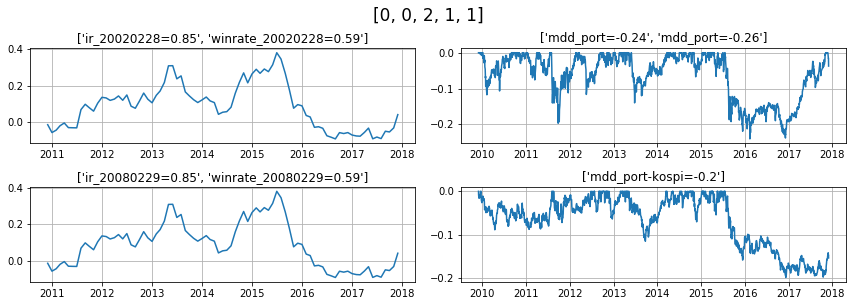 [0, 0, 2, 1, 1]
['ir_20020228=0.85', 'winrate_20020228=0.59']
0.4
0.2
0.0
2011 2012 2013 2014 2015 2016 2017 2018
['mdd_port=-0.24', 'mdd_port=-0.26']
0.0
−0.1
−0.2
2010 2011 2012 2013 2014 2015 2016 2017 2018
['ir_20080229=0.85', 'winrate_20080229=0.59']
0.4
0.2
0.0
2011 2012 2013 2014 2015 2016 2017 2018
['mdd_port-kospi=-0.2']
0.0
−0.1
−0.2
2010 2011 2012 2013 2014 2015 2016 2017 2018